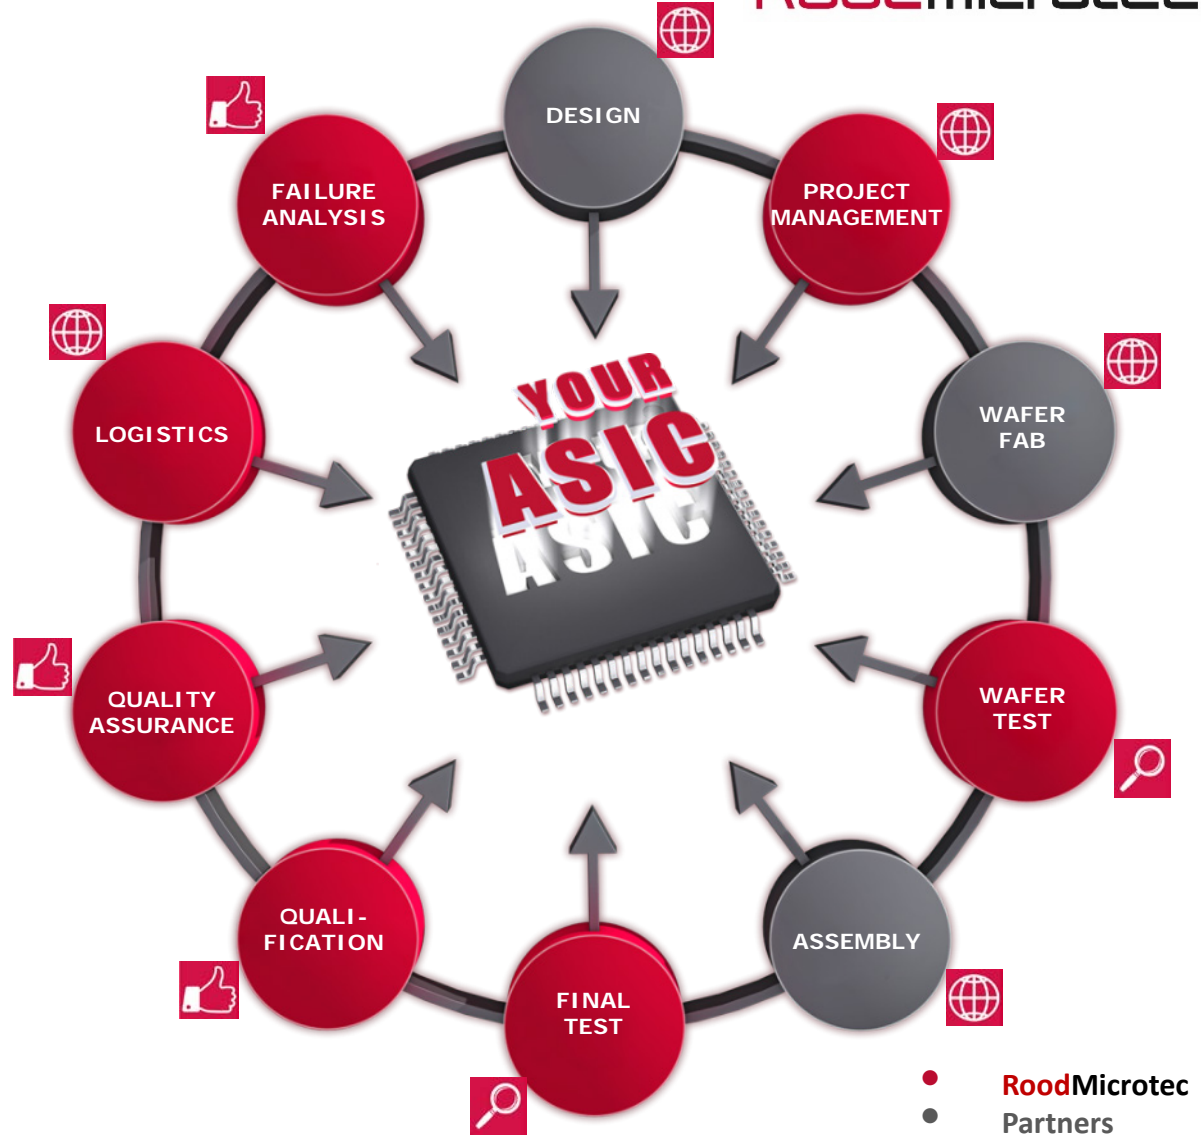 DESIGN
PROJECT
MANAGEMENT
WAFER
FAB
WAFER
TEST
ASSEMBLY
FINAL
TEST
QUALI-
FICATION
QUALITY
ASSURANCE
LOGISTICS
FAILURE
ANALYSIS
YOUR
ASIC
ASIC
RoodMicrotec
Partners